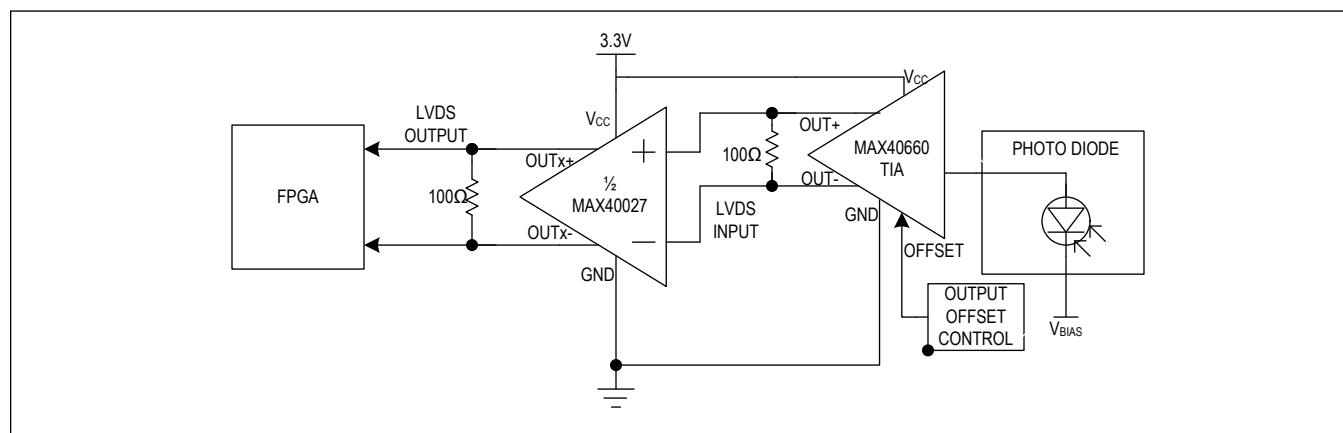 3.3V
VCC
LVDS
OUTPUT
VCC
OUT+
MAX40660
TIA
PHOTO DIODE
OUTx+
100Ω
FPGA
100Ω
½
MAX40027
OUT-
LVDS
INPUT
GND
OUTx-
OFFSET
GND
OUTPUT
OFFSET
CONTROL
VBIAS